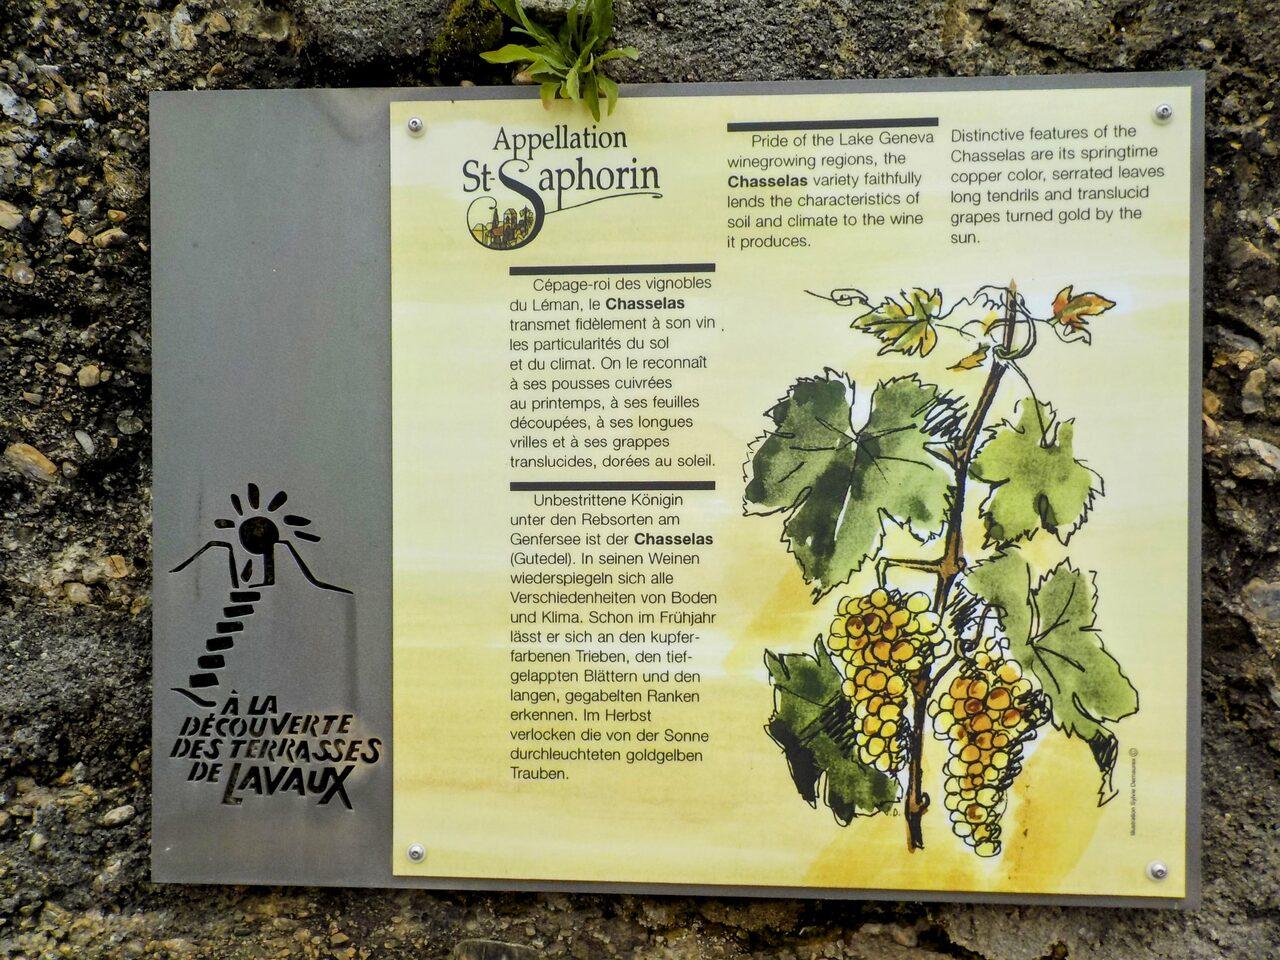 Appellation
St-Saphorin
Cépage-roi des vignobles
du Léman, le Chasselas
transmet fidèlement à son vin
les particularités du sol
et du climat. On le reconnaît
à ses pousses cuivrées
au printemps, à ses feuilles
découpées, à ses longues
vrilles et à ses grappes
translucides, dorées au soleil.
Unbestrittene Königin
unter den Rebsorten am
Genfersee ist der Chasselas
(Gutedel). In seinen Weinen
wiederspiegeln sich alle
Verschiedenheiten von Boden
und Klima. Schon im Frühjahr
lässt er sich an den kupfer-
farbenen Trieben, den tief-
gelappten Blättern und den
langen, gegabelten Ranken
erkennen. Im Herbst
verlocken die von der Sonne
durchleuchteten goldgelben
Trauben.
Pride of the Lake Geneva
winegrowing regions, the
Chasselas variety faithfully
lends the characteristics of
soil and climate to the wine
it produces.
Distinctive features of the
Chasselas are its springtime
copper color, serrated leaves
long tendrils and translucid
grapes turned gold by the
sun.
À LA
DÉCOUVERTE
DES TERRASSES
DE LAVAUX
Illustration Sylvie Demaurex ©